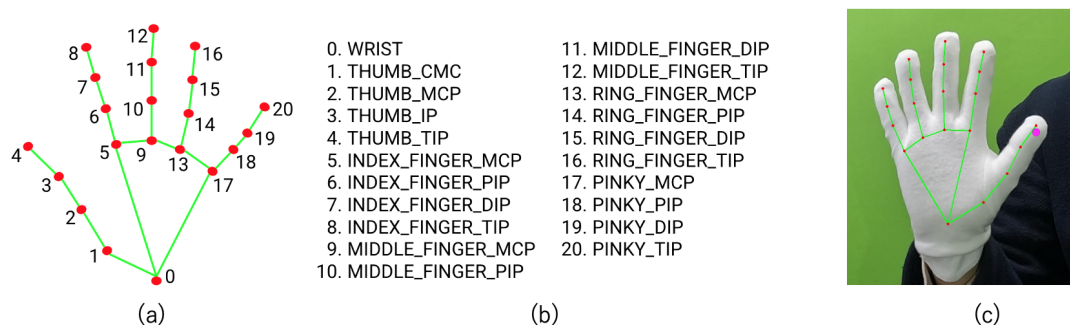 12
16
8
11
15
7
20
10
6
14
19
4
5
9
13
18
3
17
2
1
0
0. WRIST
1. THUMB_CMC
2. THUMB_MCP
3. THUMB_IP
4. THUMB_TIP
5. INDEX_FINGER_MCP
6. INDEX_FINGER_PIP
7. INDEX_FINGER_DIP
8. INDEX_FINGER_TIP
9. MIDDLE_FINGER_MCP
10. MIDDLE_FINGER_PIP
11. MIDDLE_FINGER_DIP
12. MIDDLE_FINGER_TIP
13. RING_FINGER_MCP
14. RING_FINGER_PIP
15. RING_FINGER_DIP
16. RING_FINGER_TIP
17. PINKY_MCP
18. PINKY_PIP
19. PINKY_DIP
20. PINKY_TIP
(a)
(b)
(c)